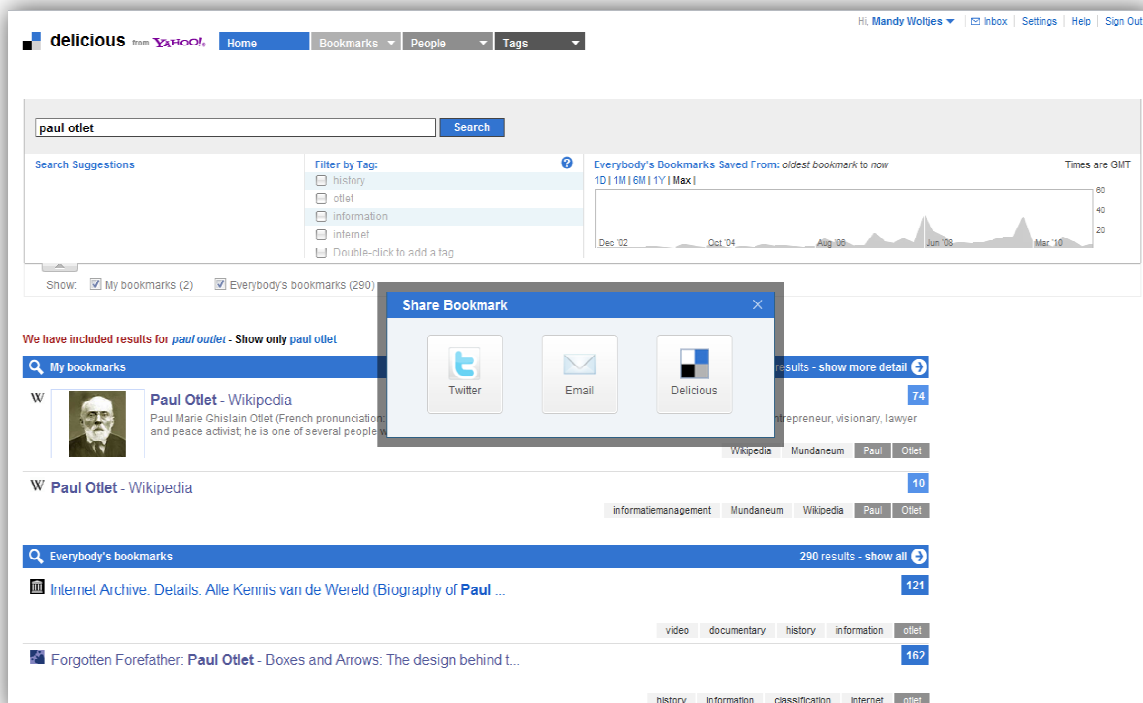 Hi, Mandy Woltjes Inbox Settings Help Sign Out
delicious from YAHOO! Home Bookmarks People Tags
paul otlet Search
Search Suggestions
Filter by Tag: ?
history
otlet
information
internet
Double-click to add a tag
Everybody's Bookmarks Saved From: oldest bookmark to now Times are GMT
1D | 1M | 6M | 1Y | Max |
60
40
20
Dec '02 Oct '04 Aug '06 Jun '08 Mar '10
Show: My bookmarks (2) Everybody's bookmarks (290)
Share Bookmark
Twitter Email Delicious
We have included results for paul outlet - Show only paul otlet
My bookmarks results - show more detail
W Paul Otlet - Wikipedia 74
Paul Marie Ghislain Otlet (French pronunciation: trepreneur, visionary, lawyer
and peace activist; he is one of several people
Wikipedia Mundaneum Paul Otlet
W Paul Otlet - Wikipedia 10
informatiemanagement Mundaneum Wikipedia Paul Otlet
Everybody's bookmarks 290 results - show all
Internet Archive: Details: Alle Kennis van de Wereld (Biography of Paul ... 121
video documentary history information otlet
Forgotten Forefather: Paul Otlet - Boxes and Arrows: The design behind t... 162
history information classification internet otlet